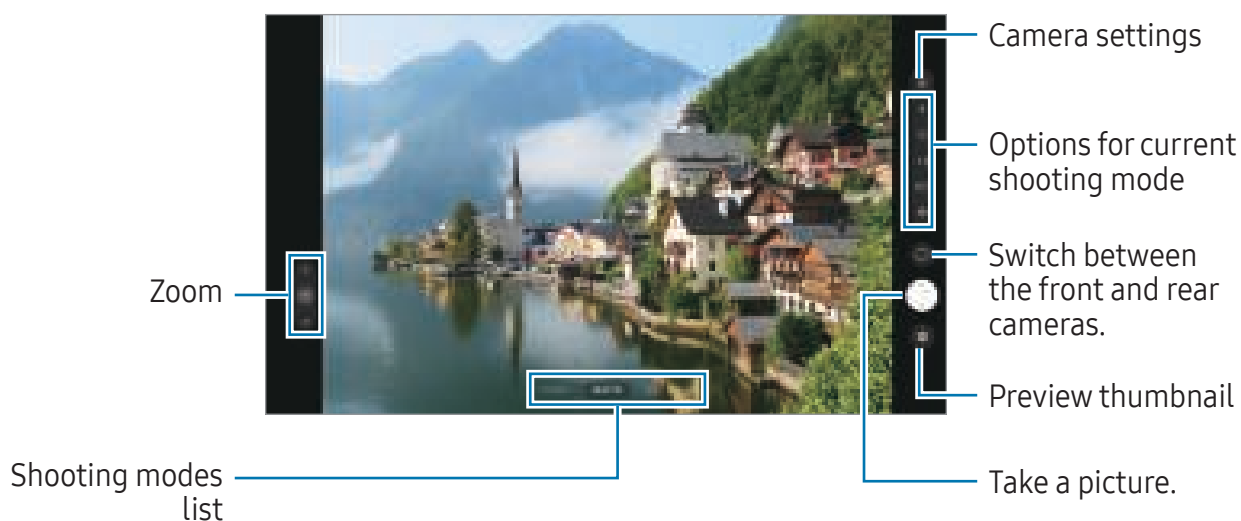 Camera settings
Options for current
shooting mode
Switch between
the front and rear
cameras.
Zoom
Preview thumbnail
Shooting modes
list
Take a picture.